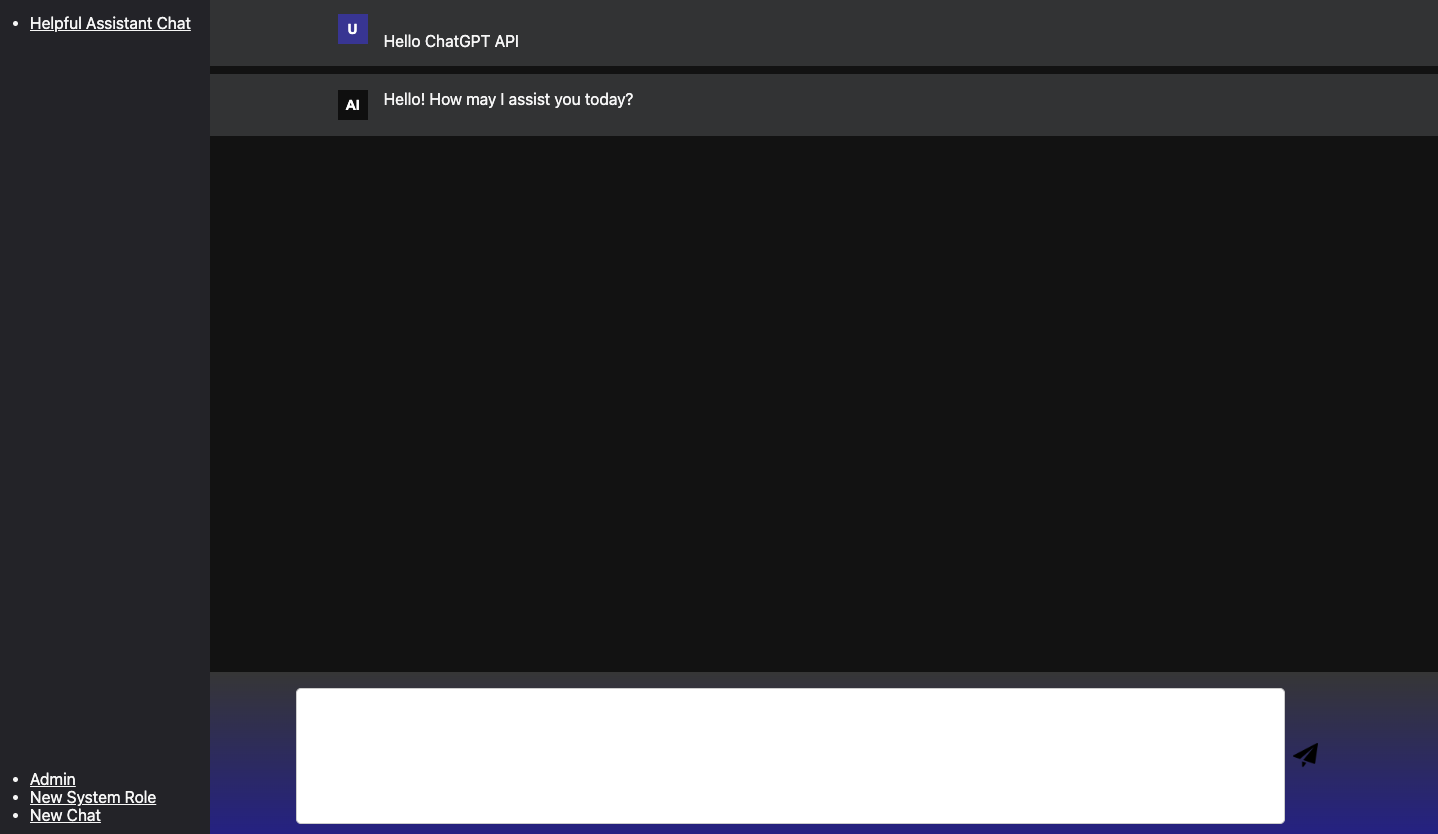 Helpful Assistant Chat
U
Hello ChatGPT API
AI
Hello! How may I assist you today?
Admin
New System Role
New Chat